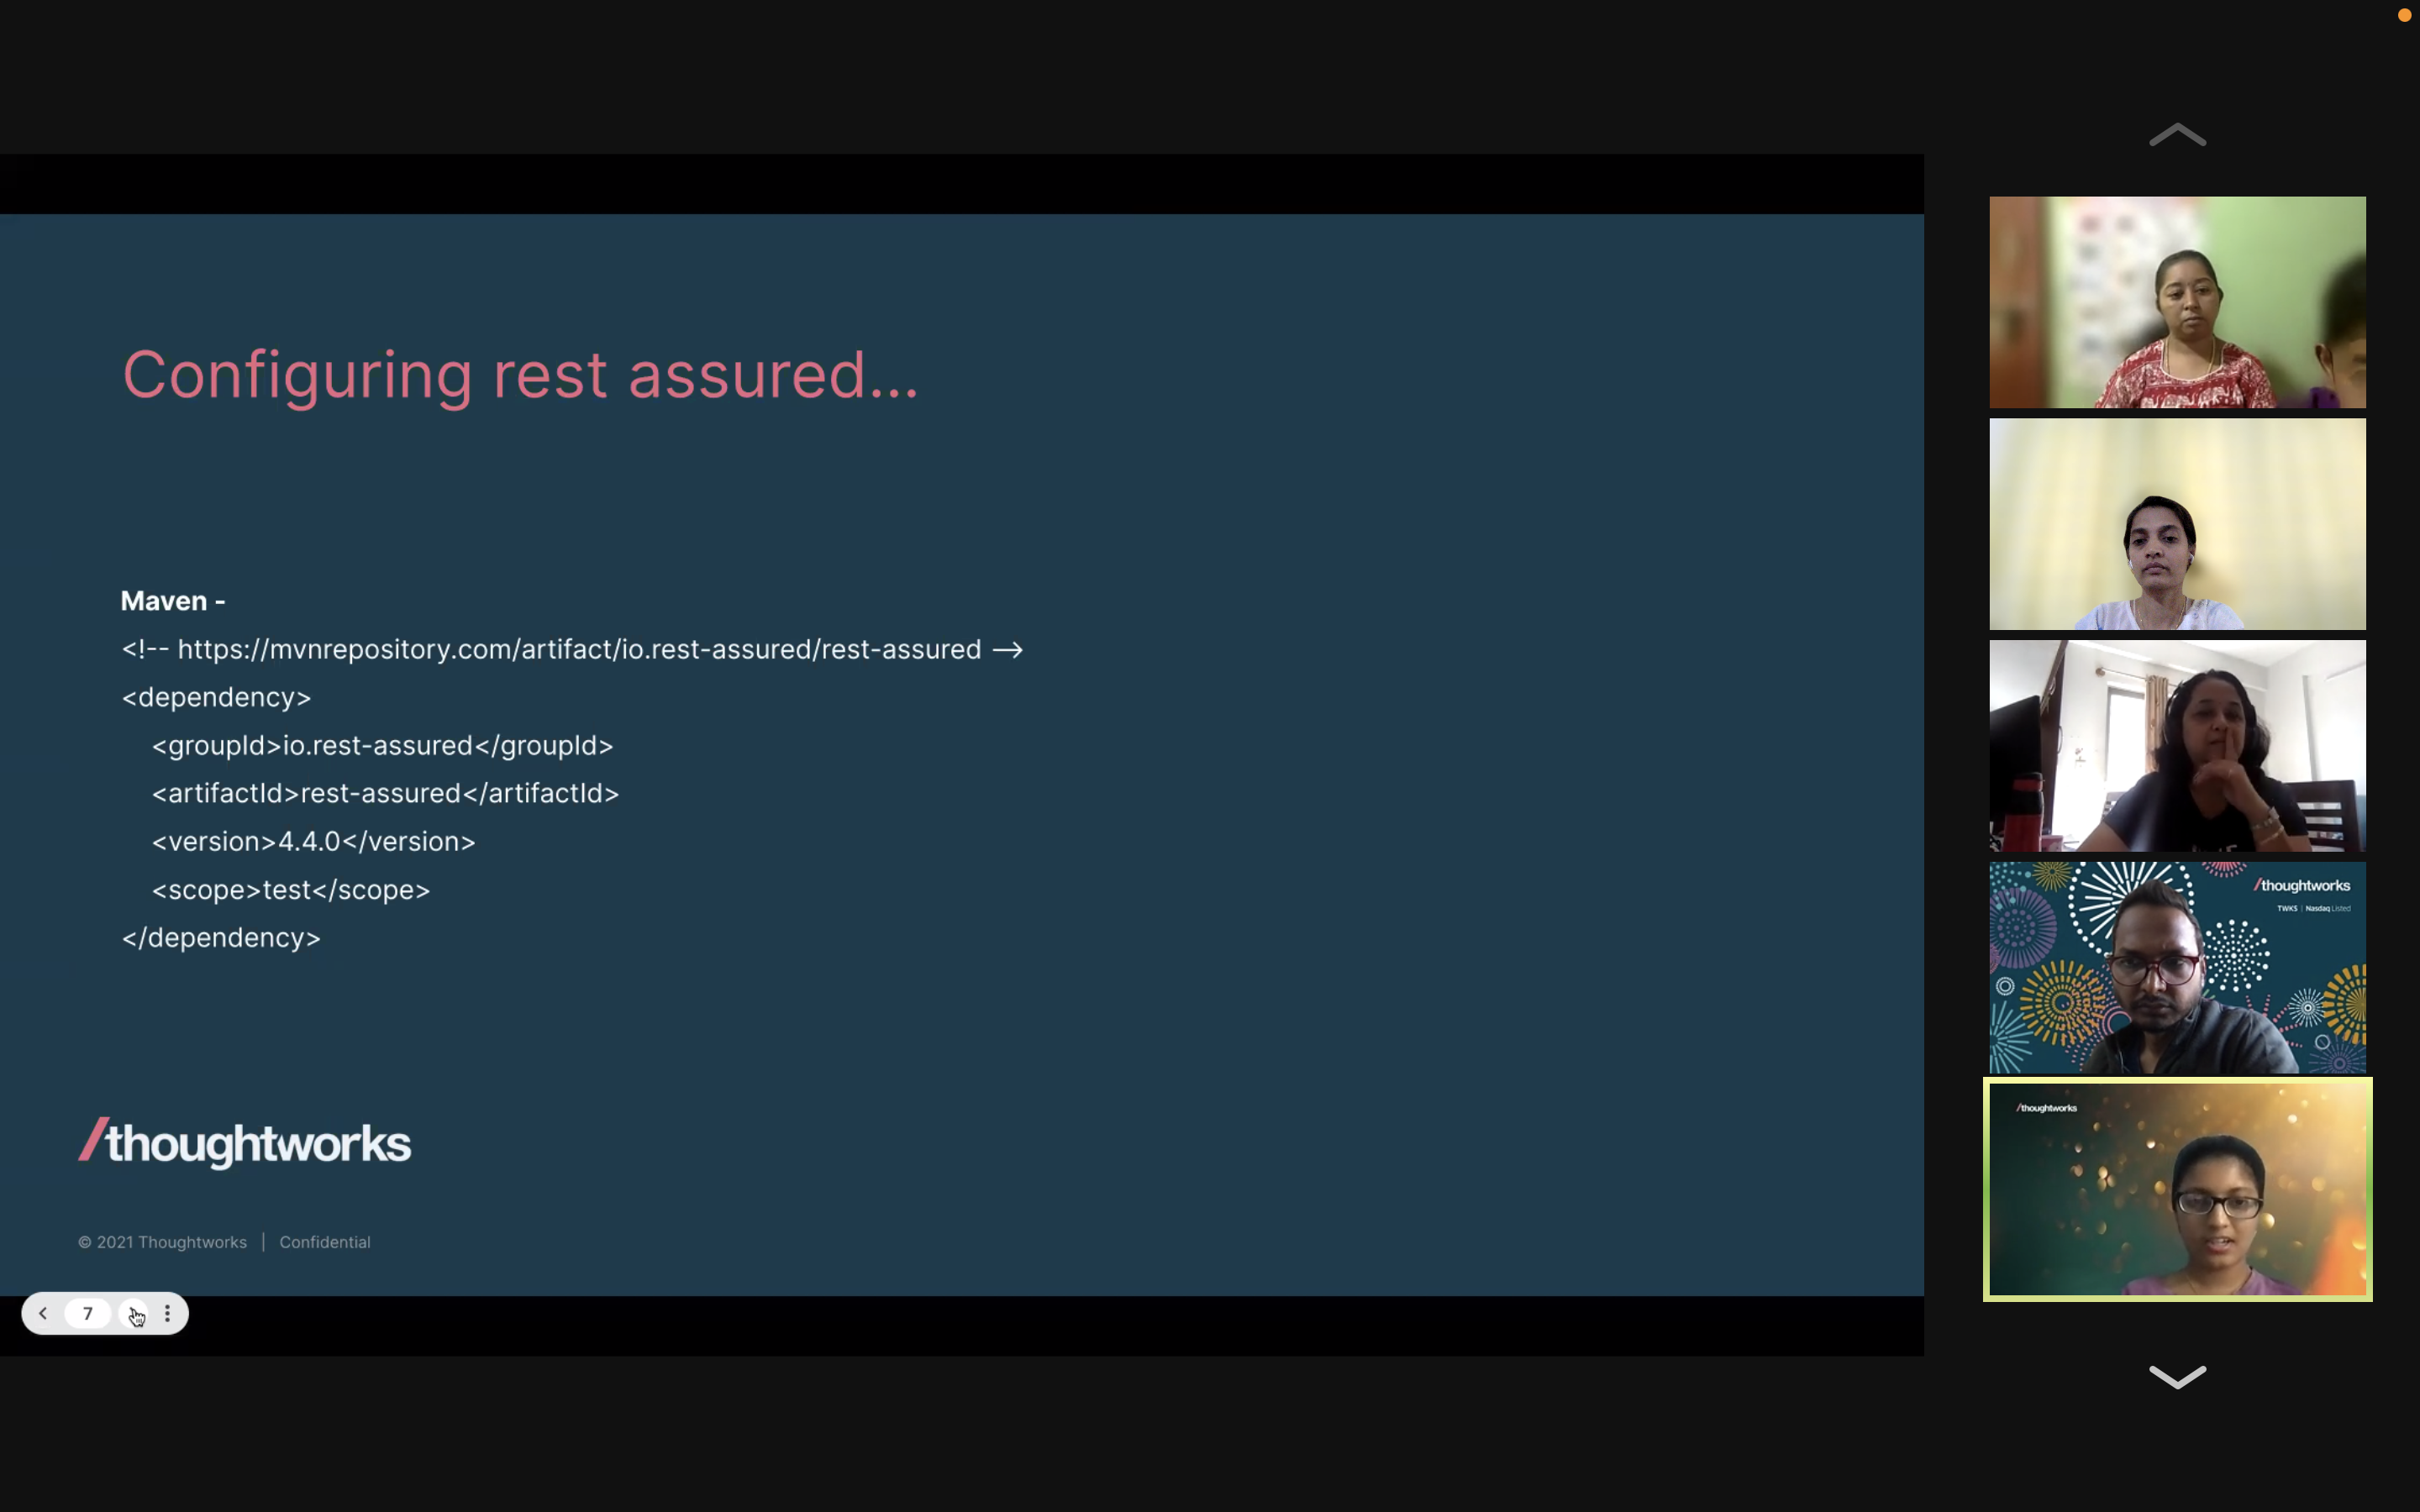 Configuring rest assured...
Maven -
<!-- https://mvnrepository.com/artifact/io.rest-assured/rest-assured -->
<dependency>
<groupId>io.rest-assured</groupId>
<artifactId>rest-assured</artifactId>
<version>4.4.0</version>
<scope>test</scope>
</dependency>
/thoughtworks
© 2021 Thoughtworks | Confidential
7
/thoughtworks
TWKS | Nasdaq Listed
/thoughtworks